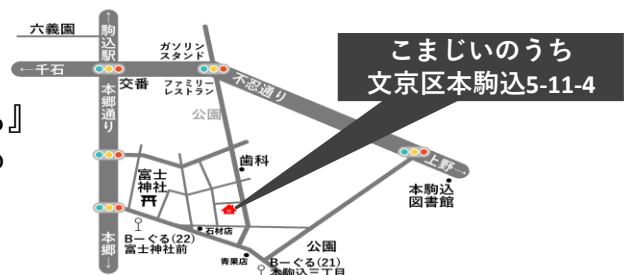 六義園
←駒込駅
←千石
交番
ガソリン
スタンド
ファミリー
レストラン
不忍通り
こまじいのうち
文京区本駒込5-11-4
本郷通り
公園
歯科
富士
神社
上野→
本駒込
図書館
石材店
青果店
公園
Bーぐる(22)
富士神社前
Bーぐる(21)
本駒込三丁目
本郷→
』